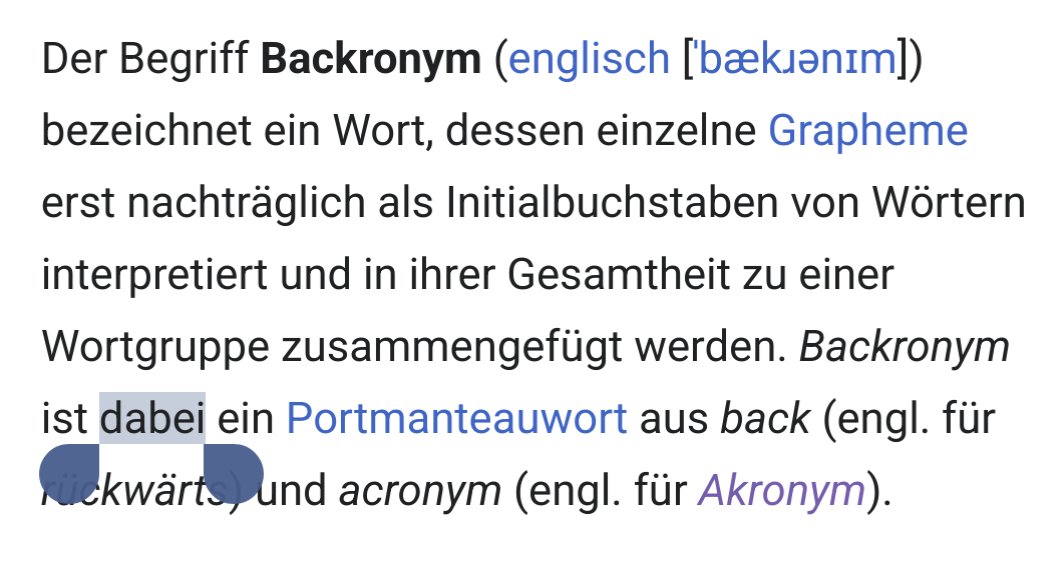 Der Begriff Backronym (englisch [ˈbækɹənɪm])
bezeichnet ein Wort, dessen einzelne Grapheme
erst nachträglich als Initialbuchstaben von Wörtern
interpretiert und in ihrer Gesamtheit zu einer
Wortgruppe zusammengefügt werden. Backronym
ist dabei ein Portmanteauwort aus back (engl. für
rückwärts) und acronym (engl. für Akronym).